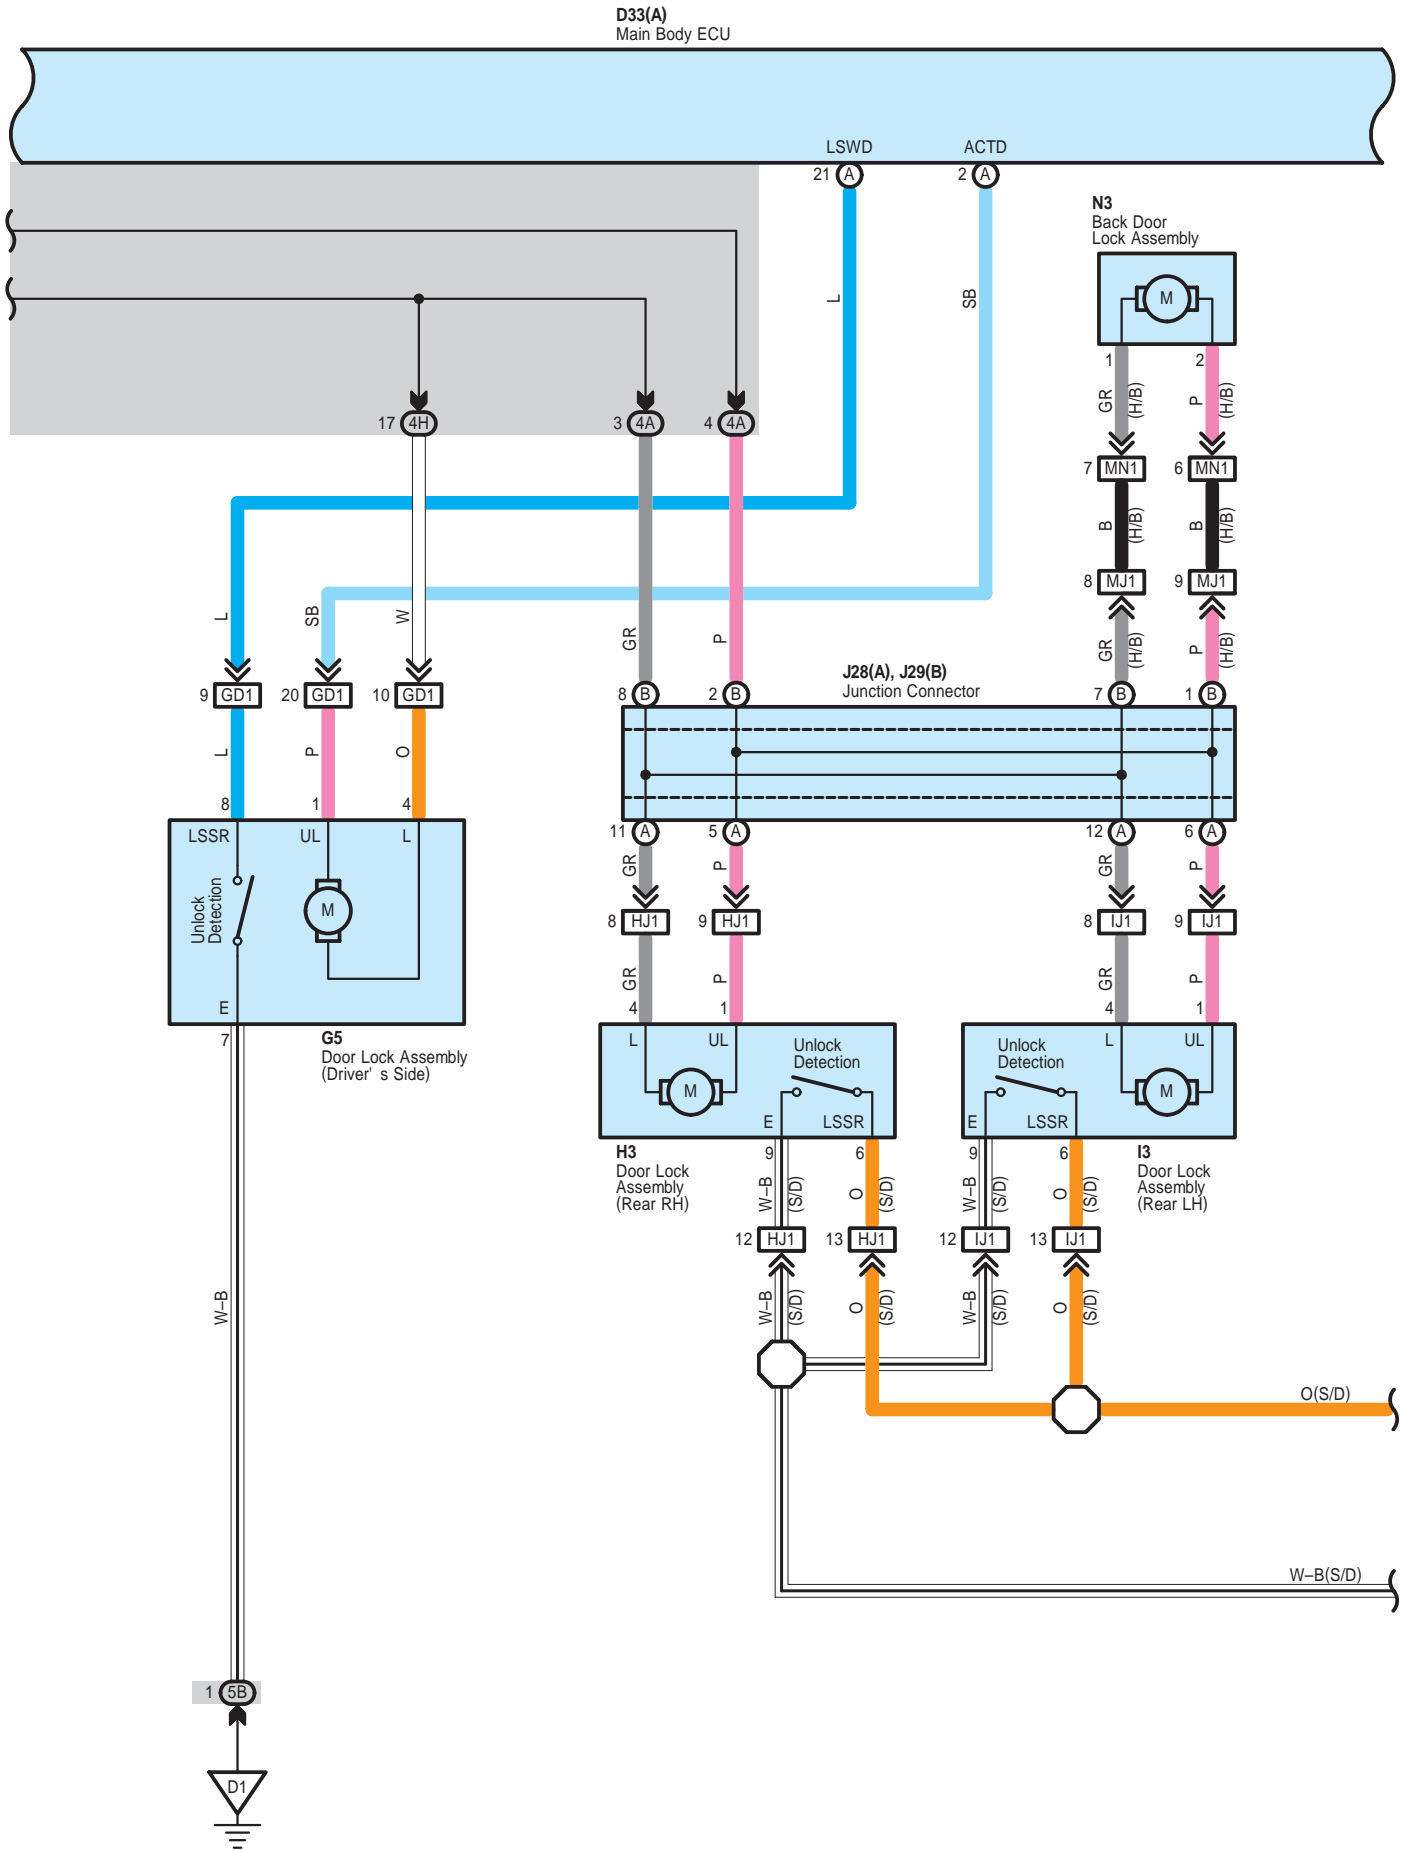 D33(A)
Main Body ECU
LSWD
ACTD
21 A
2 A
N3
Back Door
Lock Assembly
M
L
SB
1
2
GR
(H/B)
P
(H/B)
17 4H
3 4A
4 4A
7 MN1
6 MN1
B
(H/B)
B
(H/B)
8 MJ1
9 MJ1
L
SB
W
GR
P
GR
(H/B)
P
(H/B)
J28(A), J29(B)
Junction Connector
9 GD1
20 GD1
10 GD1
8 B
2 B
7 B
1 B
L
P
O
8
1
4
LSSR
UL
L
11 A
5 A
12 A
6 A
GR
P
GR
P
Unlock
Detection
M
8 HJ1
9 HJ1
8 IJ1
9 IJ1
GR
P
GR
P
E
4
1
4
1
7
G5
Door Lock Assembly
(Driver' s Side)
L
UL
Unlock
Detection
M
E
LSSR
Unlock
Detection
L
UL
M
E
LSSR
H3
Door Lock
Assembly
(Rear RH)
9
6
9
6
I3
Door Lock
Assembly
(Rear LH)
W–B
(S/D)
O
(S/D)
W–B
(S/D)
O
(S/D)
12 HJ1
13 HJ1
12 IJ1
13 IJ1
W–B
W–B
(S/D)
O
(S/D)
W–B
(S/D)
O
(S/D)
O(S/D)
W–B(S/D)
1 5B
D1